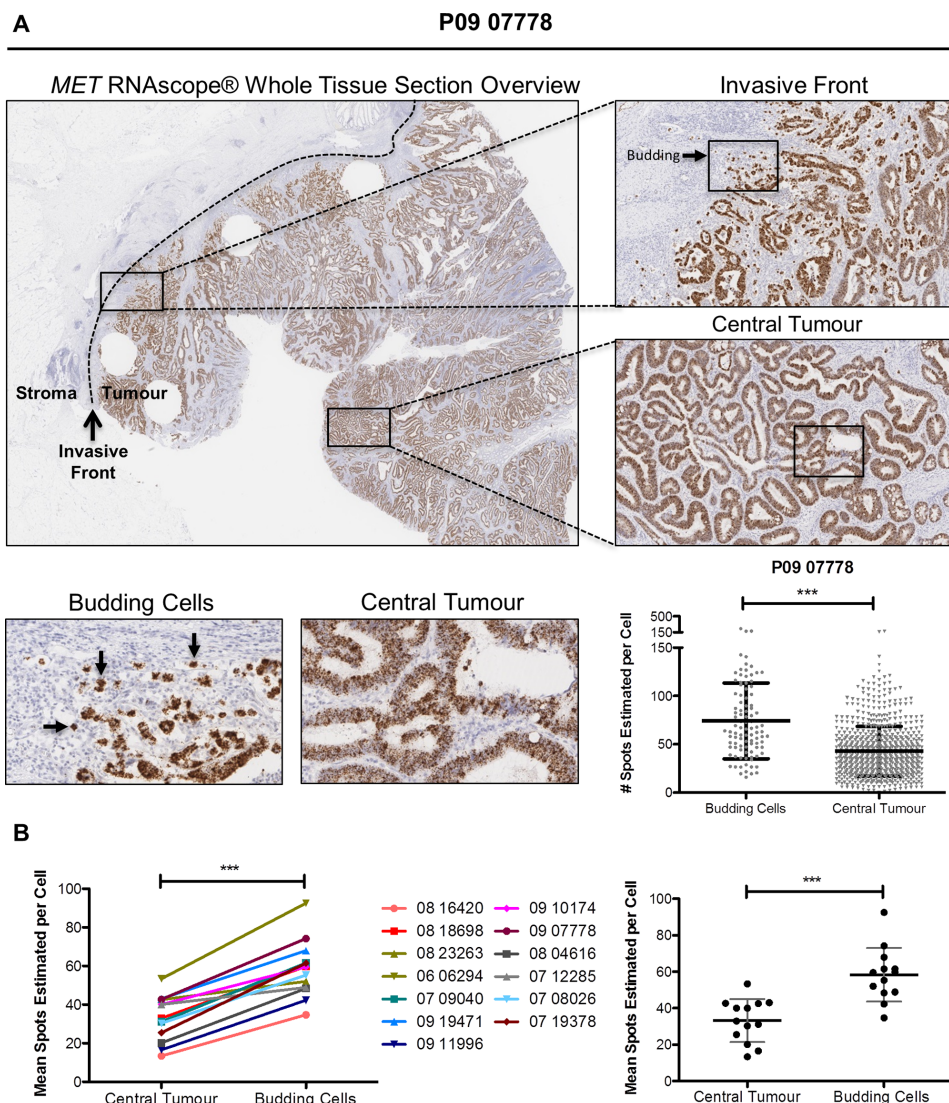 A
P09 07778
MET RNAscope® Whole Tissue Section Overview
Invasive Front
Budding
Central Tumour
Stroma Tumour
Invasive
Front
Budding Cells
Central Tumour
P09 07778
***
# Spots Estimated per Cell
500
150
150
100
50
0
Budding Cells
Central Tumour
B
***
Mean Spots Estimated per Cell
100
80
60
40
20
0
Central Tumour
Budding Cells
08 16420
08 18698
08 23263
06 06294
07 09040
09 19471
09 11996
09 10174
09 07778
08 04616
07 12285
07 08026
07 19378
***
Mean Spots Estimated per Cell
100
80
60
40
20
0
Central Tumour
Budding Cells